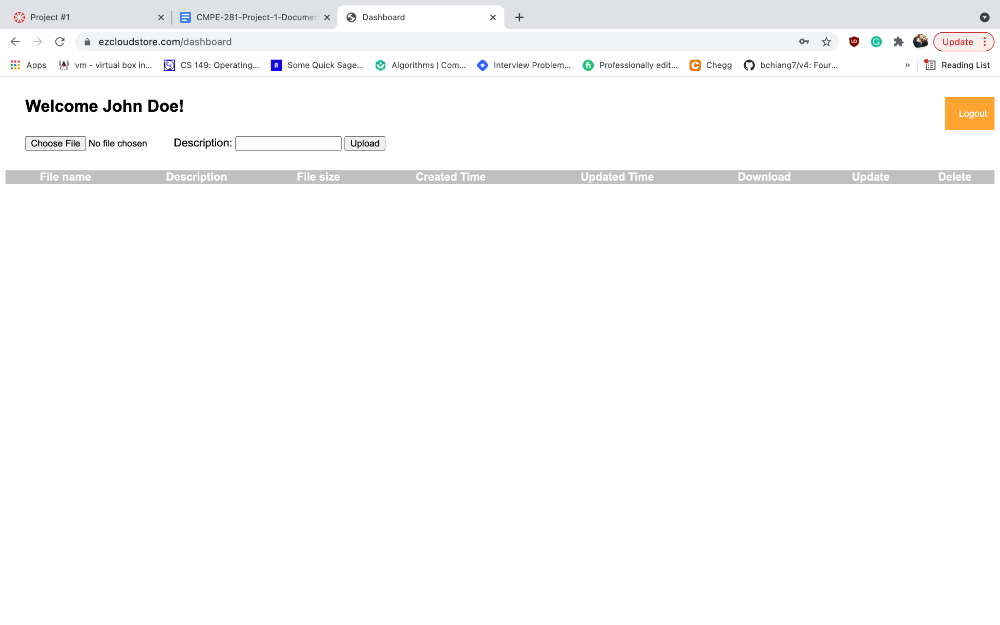 Project #1 CMPE-281-Project-1-Documen Dashboard
ezcloudstore.com/dashboard Update
Apps vm - virtual box in... CS 149: Operating... B Some Quick Sage... Algorithms | Com... Interview Problem... fi Professionally edit... C Chegg bchiang7/v4: Four... » Reading List
Welcome John Doe!
Logout
Choose File No file chosen Description: Upload
File name Description File size Created Time Updated Time Download Update Delete